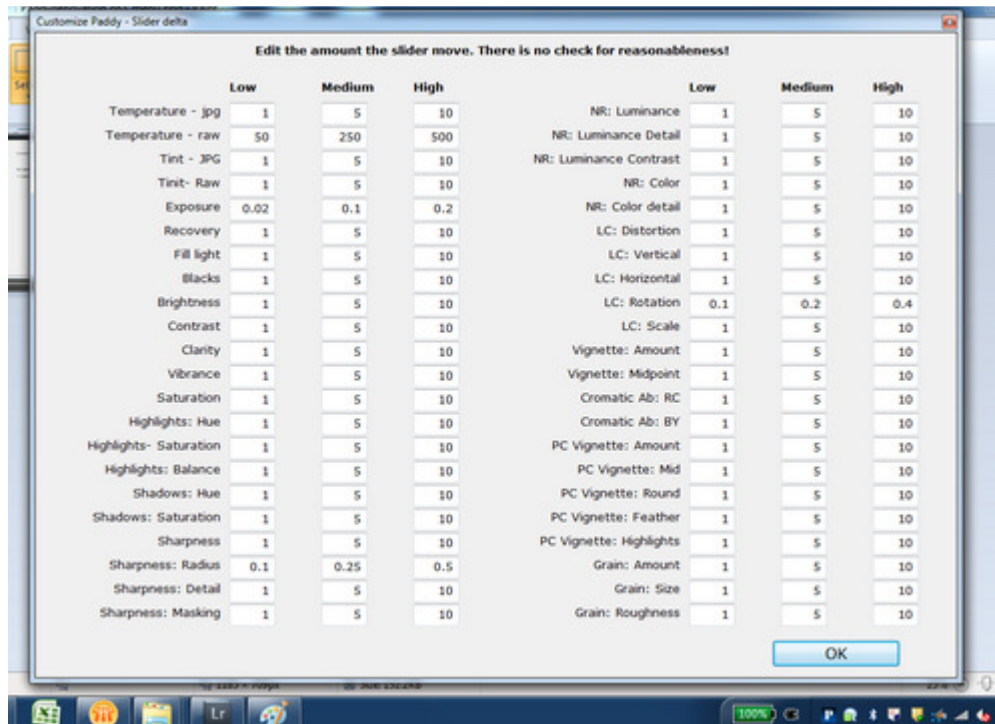 Customize Paddy - Slider delta
Edit the amount the slider move. There is no check for reasonableness!
Low Medium High Low Medium High
Temperature - jpg 1 5 10 NR: Luminance 1 5 10
Temperature - raw 50 250 500 NR: Luminance Detail 1 5 10
Tint - JPG 1 5 10 NR: Luminance Contrast 1 5 10
Tinit- Raw 1 5 10 NR: Color 1 5 10
Exposure 0.02 0.1 0.2 NR: Color detail 1 5 10
Recovery 1 5 10 LC: Distortion 1 5 10
Fill light 1 5 10 LC: Vertical 1 5 10
Blacks 1 5 10 LC: Horizontal 1 5 10
Brightness 1 5 10 LC: Rotation 0.1 0.2 0.4
Contrast 1 5 10 LC: Scale 1 5 10
Clarity 1 5 10 Vignette: Amount 1 5 10
Vibrance 1 5 10 Vignette: Midpoint 1 5 10
Saturation 1 5 10 Cromatic Ab: RC 1 5 10
Highlights: Hue 1 5 10 Cromatic Ab: BY 1 5 10
Highlights- Saturation 1 5 10 PC Vignette: Amount 1 5 10
Highlights: Balance 1 5 10 PC Vignette: Mid 1 5 10
Shadows: Hue 1 5 10 PC Vignette: Round 1 5 10
Shadows: Saturation 1 5 10 PC Vignette: Feather 1 5 10
Sharpness 1 5 10 PC Vignette: Highlights 1 5 10
Sharpness: Radius 0.1 0.25 0.5 Grain: Amount 1 5 10
Sharpness: Detail 1 5 10 Grain: Size 1 5 10
Sharpness: Masking 1 5 10 Grain: Roughness 1 5 10
OK
Lr 100%